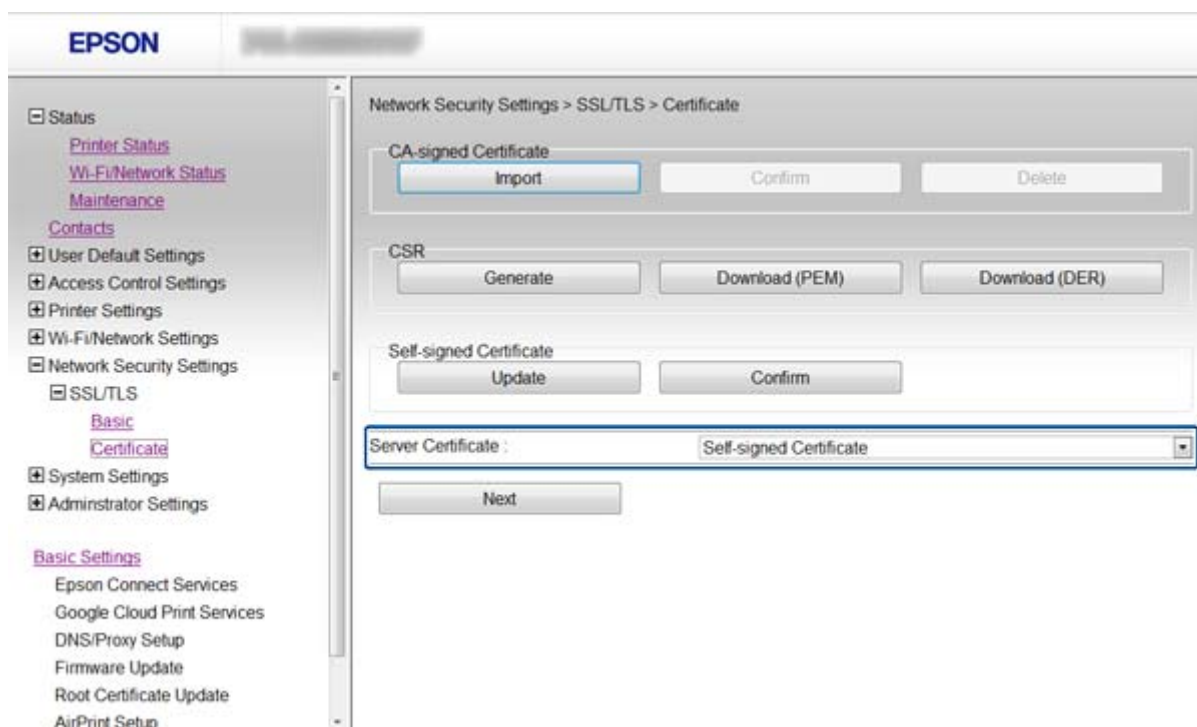 EPSON
Status
Printer Status
Wi-Fi/Network Status
Maintenance
Contacts
User Default Settings
Access Control Settings
Printer Settings
Wi-Fi/Network Settings
Network Security Settings
SSL/TLS
Basic
Certificate
System Settings
Adminstrator Settings
Basic Settings
Epson Connect Services
Google Cloud Print Services
DNS/Proxy Setup
Firmware Update
Root Certificate Update
AirPrint Setup
Network Security Settings > SSL/TLS > Certificate
CA-signed Certificate
Import Confirm Delete
CSR
Generate Download (PEM) Download (DER)
Self-signed Certificate
Update Confirm
Server Certificate : Self-signed Certificate
Next